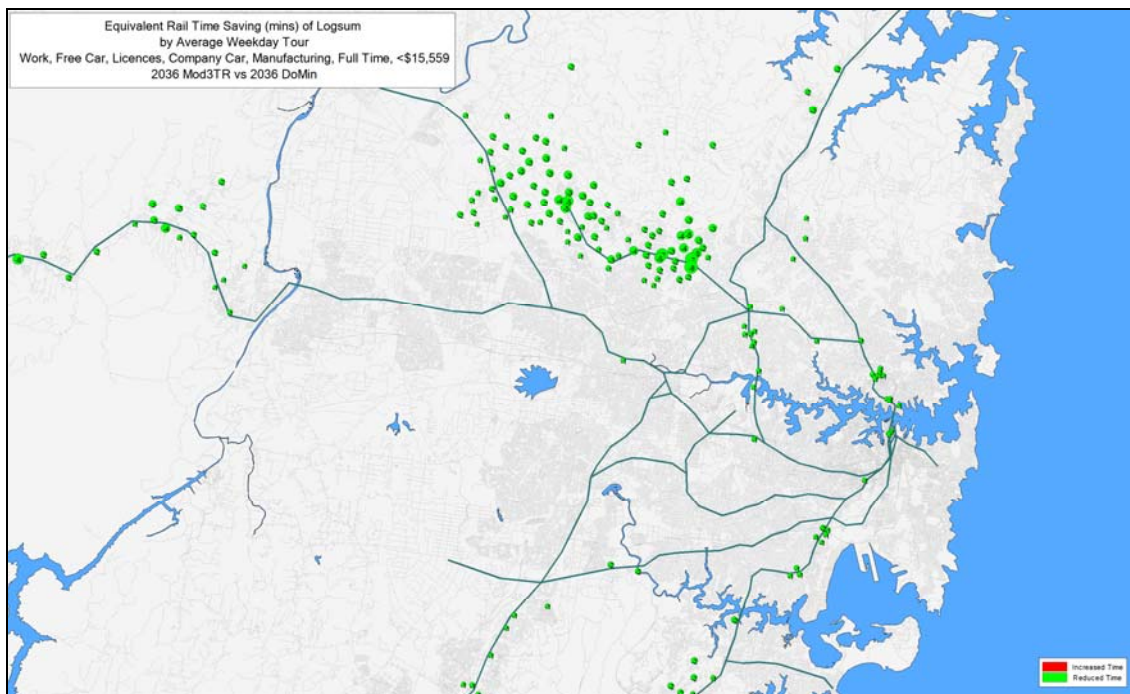 Equivalent Rail Time Saving (mins) of Logsum
by Average Weekday Tour
Work, Free Car, Licences, Company Car, Manufacturing, Full Time, <$15,559
2036 Mod3TR vs 2036 DoMin
Increased Time
Reduced Time